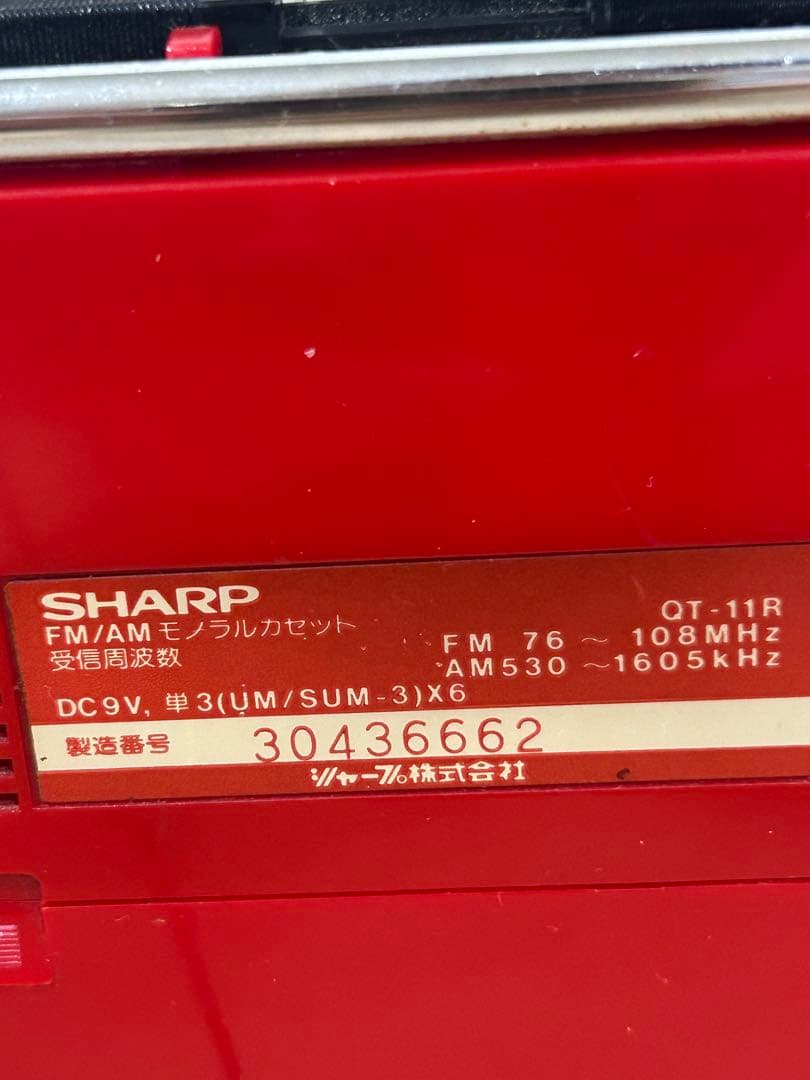 SHARP
QT-11R
FM/AM モノラルカセット
受信周波数
FM 76 ~ 108MHz
AM530 ~1605kHz
DC9V, 単3(UM/SUM-3)X6
製造番号 30436662
シャープ株式会社